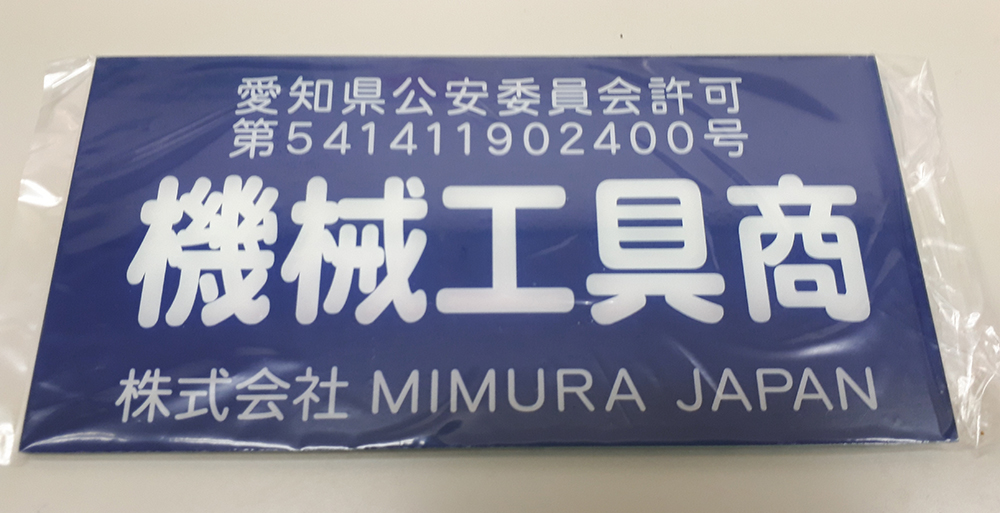 愛知県公安委員会許可
第541411902400号
機械工具商
株式会社 MIMURA JAPAN